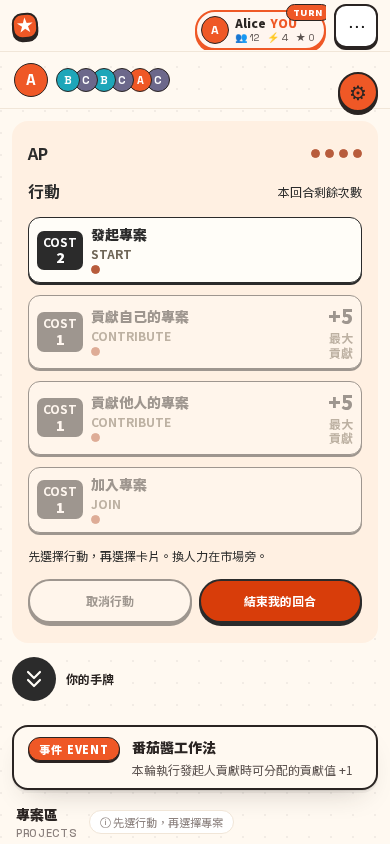 TURN
A
Alice YOU
👥 12 ⚡ 4 ★ 0
…
A
B C B C A C
AP
行動
本回合剩餘次數
COST
2
發起專案
START
COST
1
貢獻自己的專案
CONTRIBUTE
+5
最大
貢獻
COST
1
貢獻他人的專案
CONTRIBUTE
+5
最大
貢獻
COST
1
加入專案
JOIN
先選擇行動，再選擇卡片。換人力在市場旁。
取消行動
結束我的回合
你的手牌
事件 EVENT
番茄醬工作法
本輪執行發起人貢獻時可分配的貢獻值 +1
專案區
PROJECTS
ⓘ 先選行動，再選擇專案